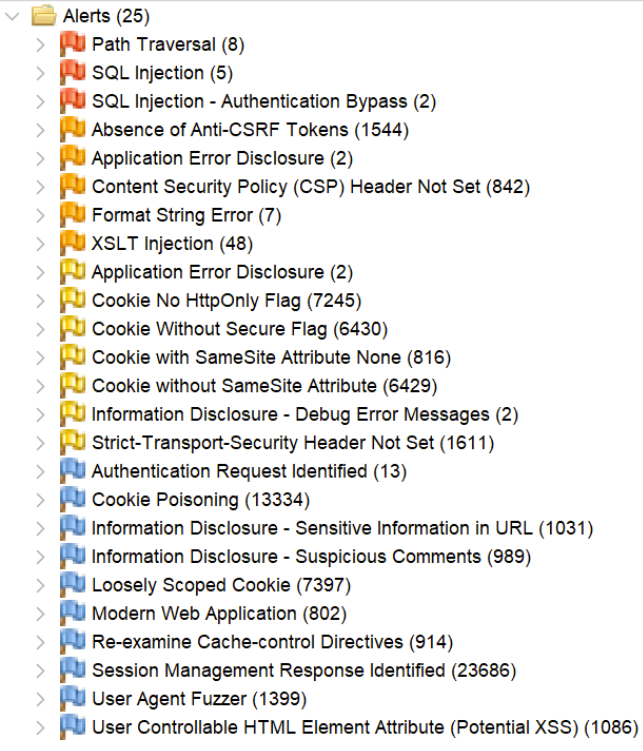 Alerts (25)
Path Traversal (8)
SQL Injection (5)
SQL Injection - Authentication Bypass (2)
Absence of Anti-CSRF Tokens (1544)
Application Error Disclosure (2)
Content Security Policy (CSP) Header Not Set (842)
Format String Error (7)
XSLT Injection (48)
Application Error Disclosure (2)
Cookie No HttpOnly Flag (7245)
Cookie Without Secure Flag (6430)
Cookie with SameSite Attribute None (816)
Cookie without SameSite Attribute (6429)
Information Disclosure - Debug Error Messages (2)
Strict-Transport-Security Header Not Set (1611)
Authentication Request Identified (13)
Cookie Poisoning (13334)
Information Disclosure - Sensitive Information in URL (1031)
Information Disclosure - Suspicious Comments (989)
Loosely Scoped Cookie (7397)
Modern Web Application (802)
Re-examine Cache-control Directives (914)
Session Management Response Identified (23686)
User Agent Fuzzer (1399)
User Controllable HTML Element Attribute (Potential XSS) (1086)